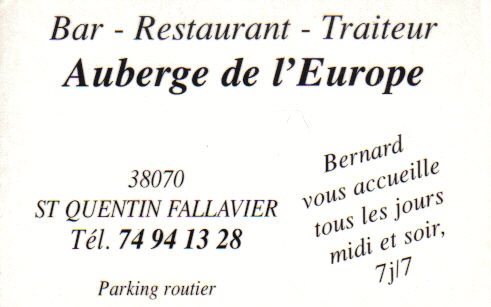 Bar - Restaurant - Traiteur
Auberge de l'Europe
38070
ST QUENTIN FALLAVIER
Tél. 74 94 13 28
Parking routier
Bernard
vous accueille
tous les jours
midi et soir,
7j/7